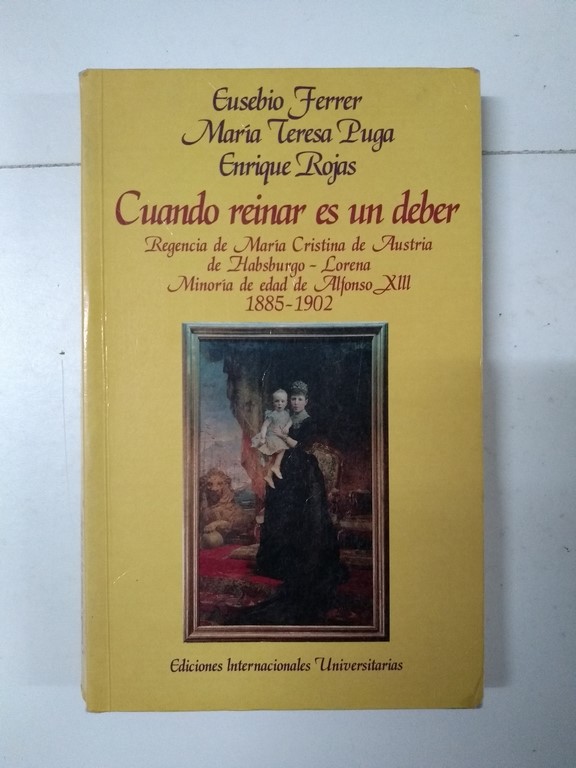 Eusebio Ferrer
María Teresa Puga
Enrique Rojas
Cuando reinar es un deber
Regencia de María Cristina de Austria
de Habsburgo - Lorena
Minoría de edad de Alfonso XIII
1885-1902
Ediciones Internacionales Universitarias